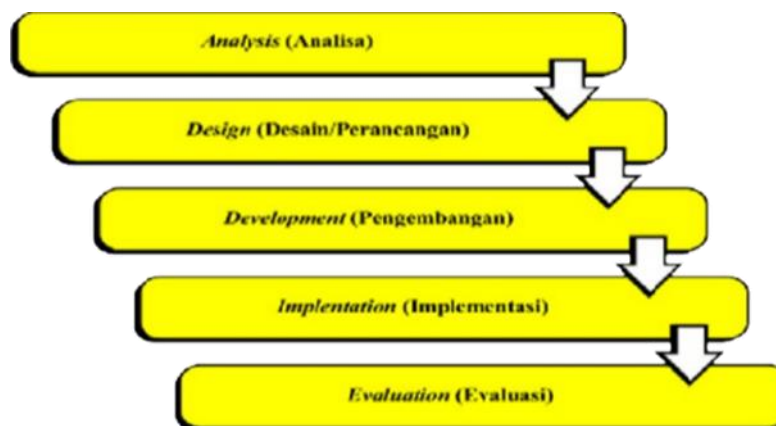 Analysis (Analisa)
Design (Desain/Perancangan)
Development (Pengembangan)
Implentation (Implementasi)
Evaluation (Evaluasi)